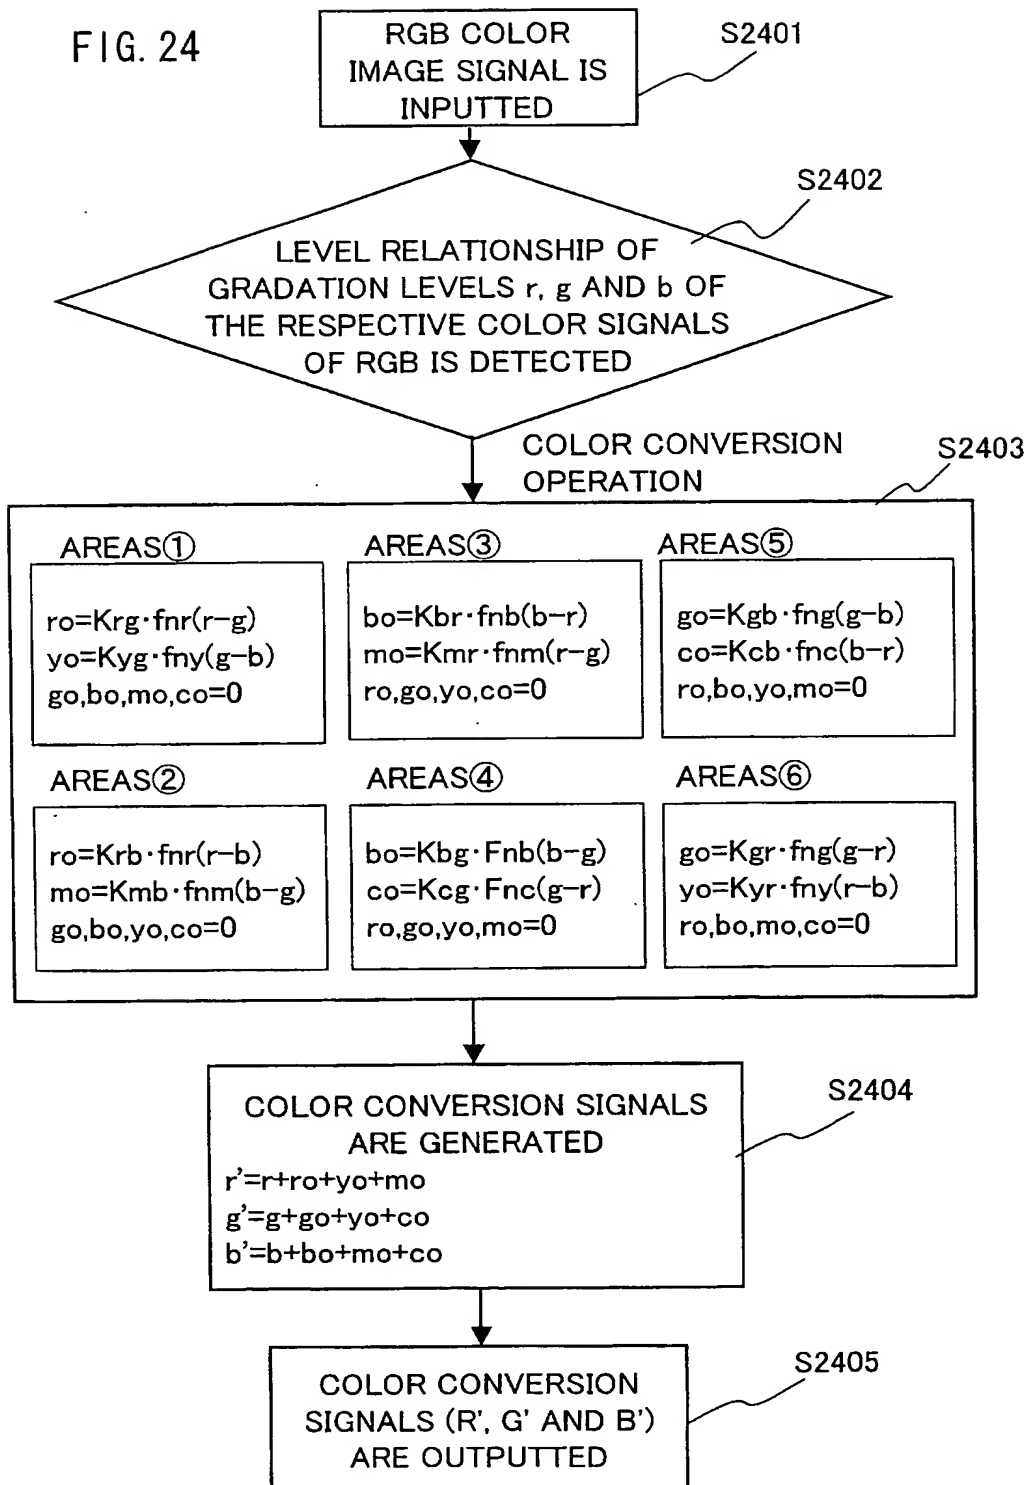 FIG. 24
RGB COLOR
IMAGE SIGNAL IS
INPUTTED
S2401
S2402
LEVEL RELATIONSHIP OF
GRADATION LEVELS r, g AND b OF
THE RESPECTIVE COLOR SIGNALS
OF RGB IS DETECTED
COLOR CONVERSION
OPERATION
S2403
AREAS①
ro=Krg·fnr(r−g)
yo=Kyg·fny(g−b)
go,bo,mo,co=0
AREAS③
bo=Kbr·fnb(b−r)
mo=Kmr·fnm(r−g)
ro,go,yo,co=0
AREAS⑤
go=Kgb·fng(g−b)
co=Kcb·fnc(b−r)
ro,bo,yo,mo=0
AREAS②
ro=Krb·fnr(r−b)
mo=Kmb·fnm(b−g)
go,bo,yo,co=0
AREAS④
bo=Kbg·Fnb(b−g)
co=Kcg·Fnc(g−r)
ro,go,yo,mo=0
AREAS⑥
go=Kgr·fng(g−r)
yo=Kyr·fny(r−b)
ro,bo,mo,co=0
COLOR CONVERSION SIGNALS
ARE GENERATED
r'=r+ro+yo+mo
g'=g+go+yo+co
b'=b+bo+mo+co
S2404
COLOR CONVERSION
SIGNALS (R', G' AND B')
ARE OUTPUTTED
S2405